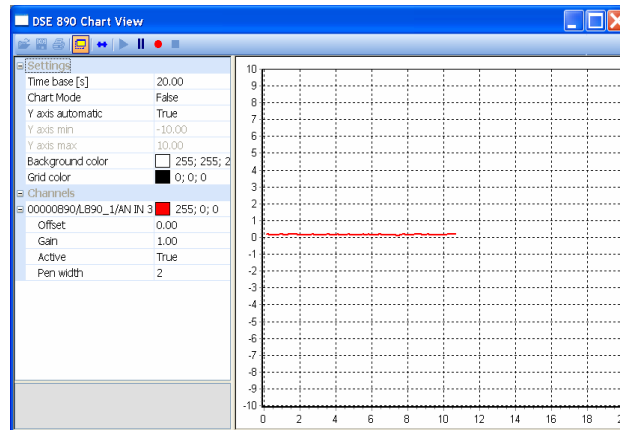 DSE 890 Chart View
Settings
Time base [s] 20.00
Chart Mode False
Y axis automatic True
Y axis min -10.00
Y axis max 10.00
Background color 255; 255; 2
Grid color 0; 0; 0
Channels
00000890/L890_1/AN IN 3 255; 0; 0
Offset 0.00
Gain 1.00
Active True
Pen width 2
10
9
8
7
6
5
4
3
2
1
0
-1
-2
-3
-4
-5
-6
-7
-8
-9
-10
0 2 4 6 8 10 12 14 16 18 2